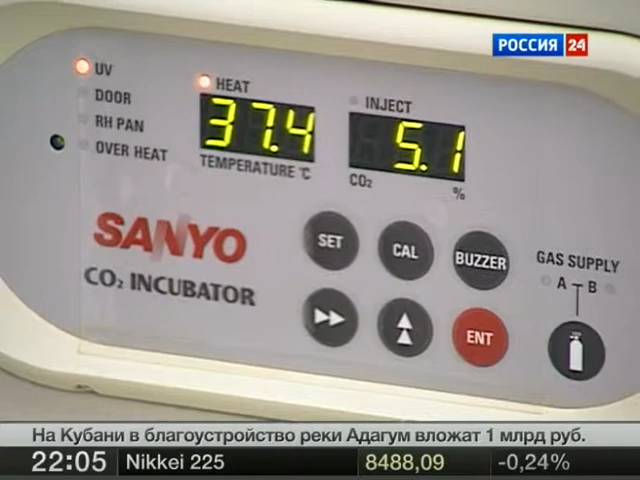 РОССИЯ 24
UV
DOOR
RH PAN
OVER HEAT
HEAT
37.4
TEMPERATURE °C
INJECT
5.1
CO₂ %
SANYO
CO₂ INCUBATOR
SET CAL BUZZER
ENT
GAS SUPPLY
A B
На Кубани в благоустройство реки Адагум вложат 1 млрд руб.
22:05 Nikkei 225 8488,09 -0,24%